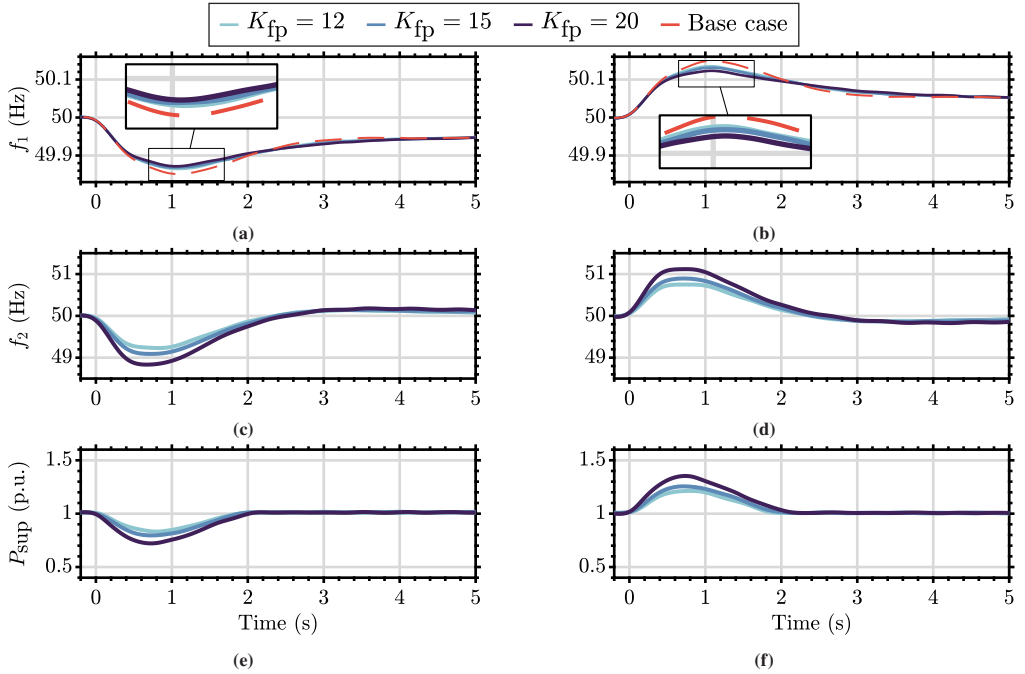 K_fp = 12 K_fp = 15 K_fp = 20 Base case
f_1 (Hz)
50.1
50
49.9
0 1 2 3 4 5
(a)
50.1
50
49.9
0 1 2 3 4 5
(b)
f_2 (Hz)
51
50
49
0 1 2 3 4 5
(c)
51
50
49
0 1 2 3 4 5
(d)
P_sup (p.u.)
1.5
1
0.5
0 1 2 3 4 5
Time (s)
(e)
1.5
1
0.5
0 1 2 3 4 5
Time (s)
(f)